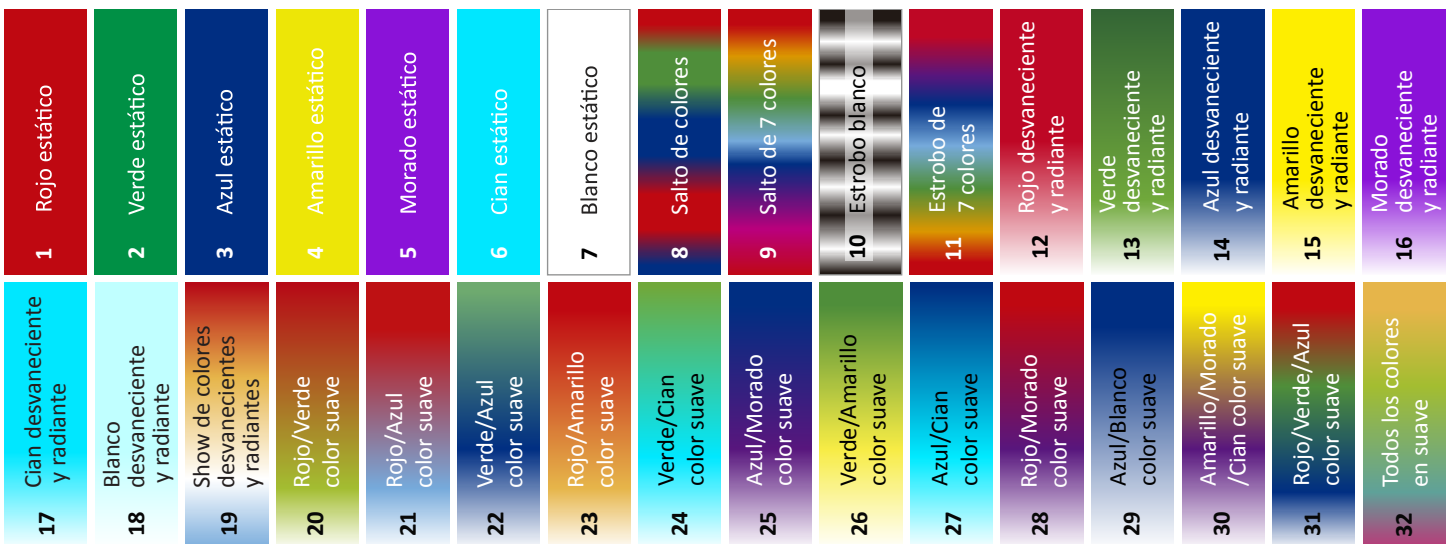 1 Rojo estático
2 Verde estático
3 Azul estático
4 Amarillo estático
5 Morado estático
6 Cian estático
7 Blanco estático
8 Salto de colores
9 Salto de 7 colores
10 Estrobo blanco
11 Estrobo de
7 colores
12 Rojo desvaneciente
y radiante
13 Verde
desvaneciente
y radiante
14 Azul desvaneciente
y radiante
15 Amarillo
desvaneciente
y radiante
16 Morado
desvaneciente
y radiante
17 Cian desvaneciente
y radiante
18 Blanco
desvaneciente
y radiante
19 Show de colores
desvanecientes
y radiantes
20 Rojo/Verde
color suave
21 Rojo/Azul
color suave
22 Verde/Azul
color suave
23 Rojo/Amarillo
color suave
24 Verde/Cian
color suave
25 Azul/Morado
color suave
26 Verde/Amarillo
color suave
27 Azul/Cian
color suave
28 Rojo/Morado
color suave
29 Azul/Blanco
color suave
30 Amarillo/Morado
/Cian color suave
31 Rojo/Verde/Azul
color suave
32 Todos los colores
en suave